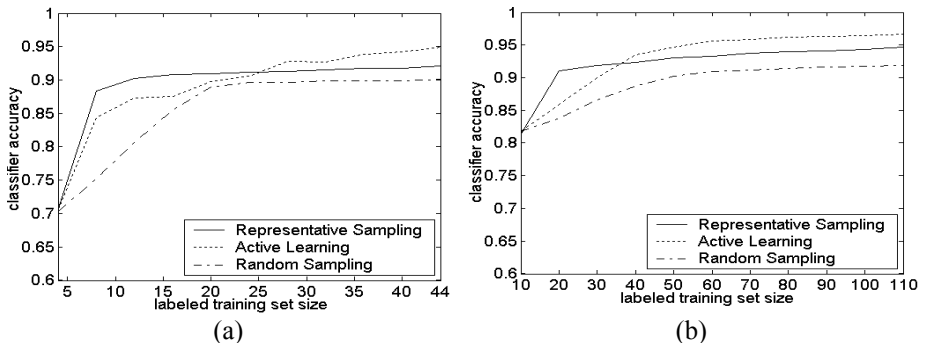 1
0.95
0.9
0.85
0.8
0.75
0.7
0.65
0.6
classifier accuracy
Representative Sampling
Active Learning
Random Sampling
5 10 15 20 25 30 35 40 44
labeled training set size
(a)
1
0.95
0.9
0.85
0.8
0.75
0.7
0.65
0.6
classifier accuracy
Representative Sampling
Active Learning
Random Sampling
10 20 30 40 50 60 70 80 90 100 110
labeled training set size
(b)